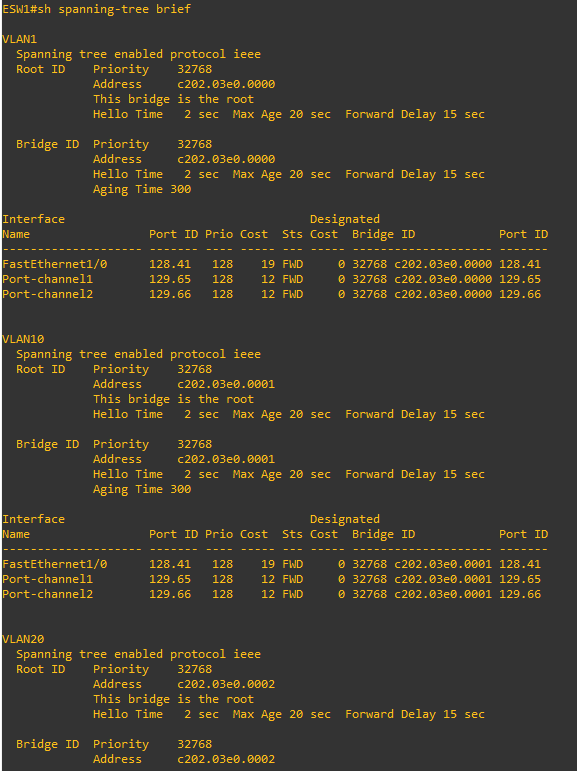 ESW1#sh spanning-tree brief

VLAN1
  Spanning tree enabled protocol ieee
  Root ID    Priority    32768
             Address     c202.03e0.0000
             This bridge is the root
             Hello Time   2 sec  Max Age 20 sec  Forward Delay 15 sec

  Bridge ID  Priority    32768
             Address     c202.03e0.0000
             Hello Time   2 sec  Max Age 20 sec  Forward Delay 15 sec
             Aging Time 300

Interface                                   Designated
Name                 Port ID Prio Cost  Sts Cost  Bridge ID            Port ID
-------------------- ------- ---- ----- --- ----- -------------------- -------
FastEthernet1/0      128.41   128    19 FWD     0 32768 c202.03e0.0000 128.41
Port-channel1        129.65   128    12 FWD     0 32768 c202.03e0.0000 129.65
Port-channel2        129.66   128    12 FWD     0 32768 c202.03e0.0000 129.66

VLAN10
  Spanning tree enabled protocol ieee
  Root ID    Priority    32768
             Address     c202.03e0.0001
             This bridge is the root
             Hello Time   2 sec  Max Age 20 sec  Forward Delay 15 sec

  Bridge ID  Priority    32768
             Address     c202.03e0.0001
             Hello Time   2 sec  Max Age 20 sec  Forward Delay 15 sec
             Aging Time 300

Interface                                   Designated
Name                 Port ID Prio Cost  Sts Cost  Bridge ID            Port ID
-------------------- ------- ---- ----- --- ----- -------------------- -------
FastEthernet1/0      128.41   128    19 FWD     0 32768 c202.03e0.0001 128.41
Port-channel1        129.65   128    12 FWD     0 32768 c202.03e0.0001 129.65
Port-channel2        129.66   128    12 FWD     0 32768 c202.03e0.0001 129.66

VLAN20
  Spanning tree enabled protocol ieee
  Root ID    Priority    32768
             Address     c202.03e0.0002
             This bridge is the root
             Hello Time   2 sec  Max Age 20 sec  Forward Delay 15 sec

  Bridge ID  Priority    32768
             Address     c202.03e0.0002